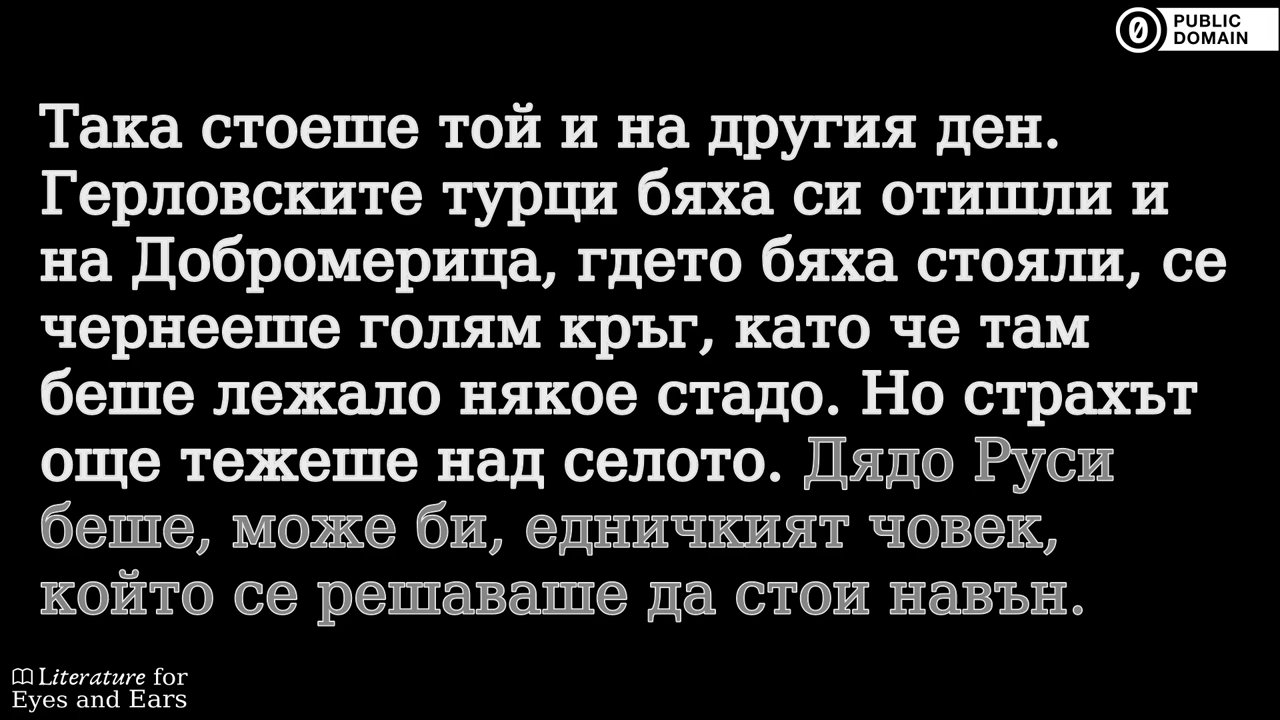 PUBLIC
DOMAIN
Така стоеше той и на другия ден.
Герловските турци бяха си отишли и
на Добромерица, гдето бяха стояли, се
чернееше голям кръг, като че там
беше лежало някое стадо. Но страхът
още тежеше над селото. Дядо Руси
беше, може би, едничкият човек,
който се решаваше да стои навън.
Literature for
Eyes and Ears